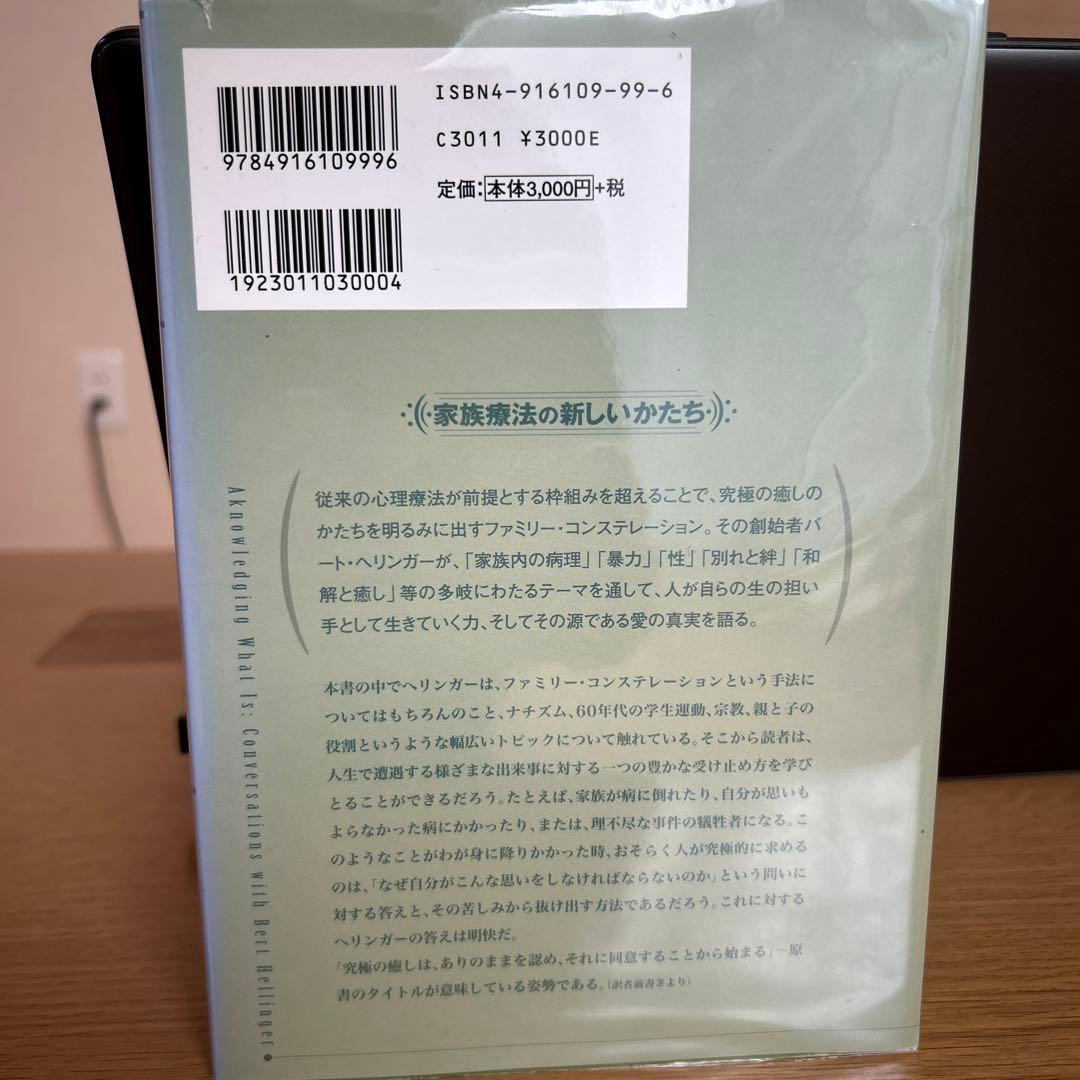 ISBN4-916109-99-6
C3011 ¥3000E
定価：本体3,000円+税
9784916109996
1923011030004
家族療法の新しいかたち
従来の心理療法が前提とする枠組みを超えることで、究極の癒しの
かたちを明るみに出すファミリー・コンステレーション。その創始者バ
ート・ヘリンガーが、「家族内の病理」「暴力」「性」「別れと絆」「和
解と癒し」等の多岐にわたるテーマを通して、人が自らの生の担い
手として生きていく力、そしてその源である愛の真実を語る。
本書の中でヘリンガーは、ファミリー・コンステレーションという手法に
ついてはもちろんのこと、ナチズム、60年代の学生運動、宗教、親と子の
役割というような幅広いトピックについて触れている。そこから読者は、
人生で遭遇する様ざまな出来事に対する一つの豊かな受け止め方を学び
とることができるだろう。たとえば、家族が病に倒れたり、自分が思いも
よらなかった病にかかったり、または、理不尽な事件の犠牲者になる。こ
のようなことがわが身に降りかかった時、おそらく人が究極的に求める
のは、「なぜ自分がこんな思いをしなければならないのか」という問いに
対する答えと、その苦しみから抜け出す方法であるだろう。これに対する
ヘリンガーの答えは明快だ。
「究極の癒しは、ありのままを認め、それに同意することから始まる」－原
書のタイトルが意味している姿勢である。（訳者前書きより）
Aknowledging What Is: Conversations with Bert Hellinger